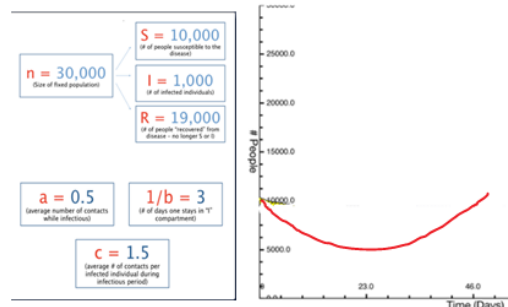 n = 30,000
(Size of fixed population)
S = 10,000
(# of people susceptible to the
disease)
I = 1,000
(# of infected individuals)
R = 19,000
(# of people "recovered" from
disease - no longer S or I)
a = 0.5
(average number of contacts
while infectious)
1/b = 3
(# of days one stays in "I"
compartment)
c = 1.5
(average # of contacts per
infected individual during
infectious period)
# People
30000.0
25000.0
20000.0
15000.0
10000.0
5000.0
23.0
46.0
Time (Days)